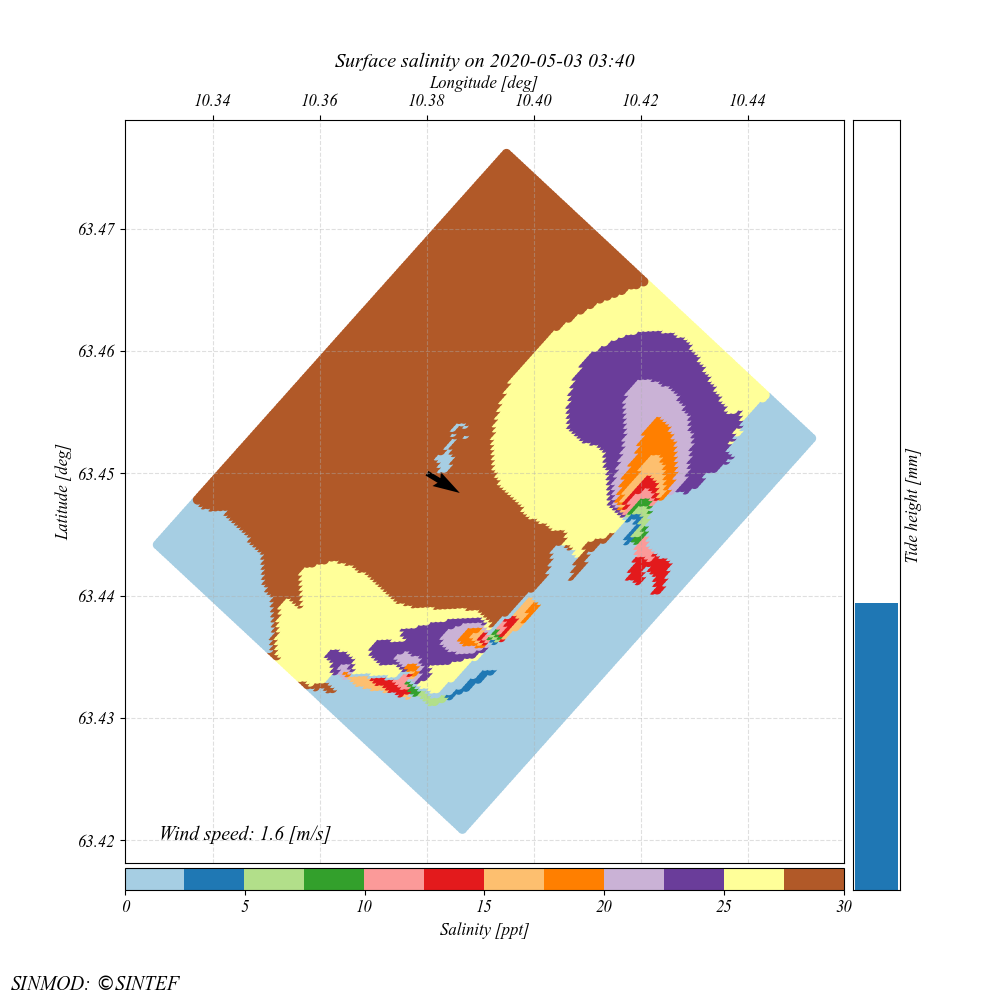 Surface salinity on 2020-05-03 03:40
Longitude [deg]
10.34 10.36 10.38 10.40 10.42 10.44
63.47
63.46
63.45
63.44
63.43
63.42
Latitude [deg]
Tide height [mm]
Wind speed: 1.6 [m/s]
0 5 10 15 20 25 30
Salinity [ppt]
SINMOD: ©SINTEF